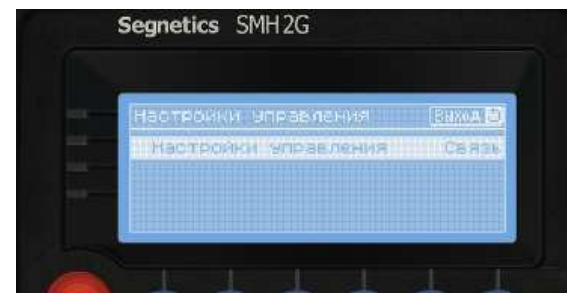 Segnetics SMH2G
Настройки управления Выход
Настройки управления Связь